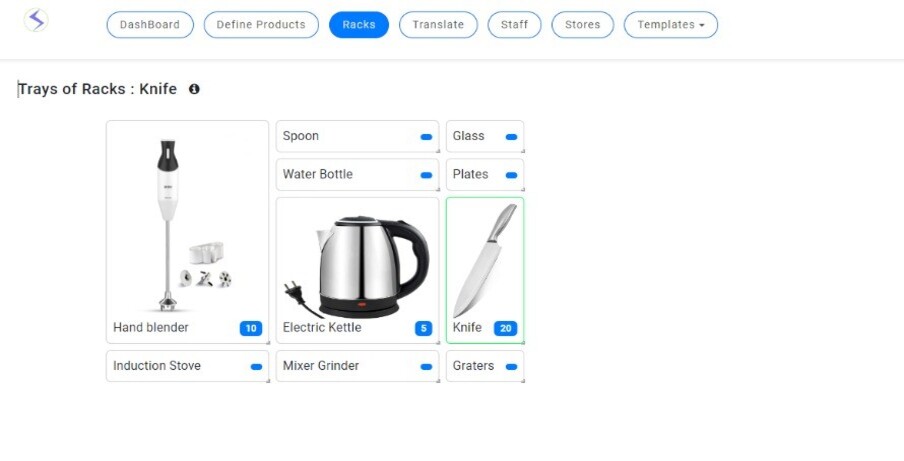 DashBoard Define Products Racks Translate Staff Stores Templates
Trays of Racks : Knife
Spoon Glass
Water Bottle Plates
Hand blender 10 Electric Kettle 5 Knife 20
Induction Stove Mixer Grinder Graters